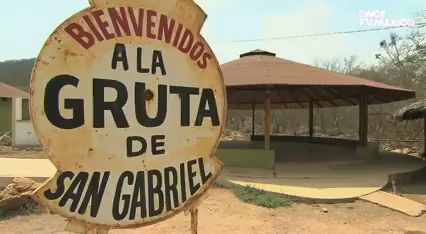 ONCE
TV MÉXICO
BIENVENIDOS
A LA
GRUTA
DE
SAN GABRIEL